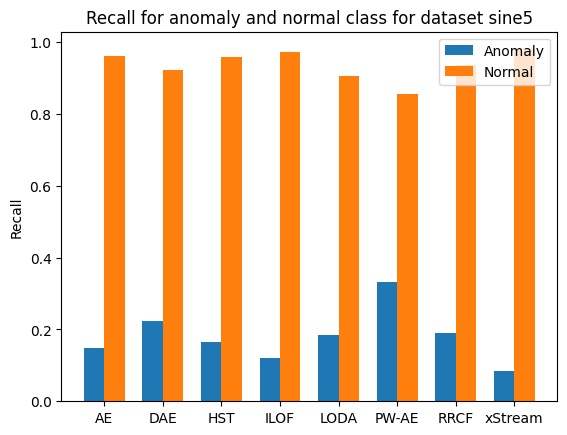 Recall for anomaly and normal class for dataset sine5
Anomaly
Normal
Recall
1.0
0.8
0.6
0.4
0.2
0.0
AE DAE HST ILOF LODA PW-AE RRCF xStream